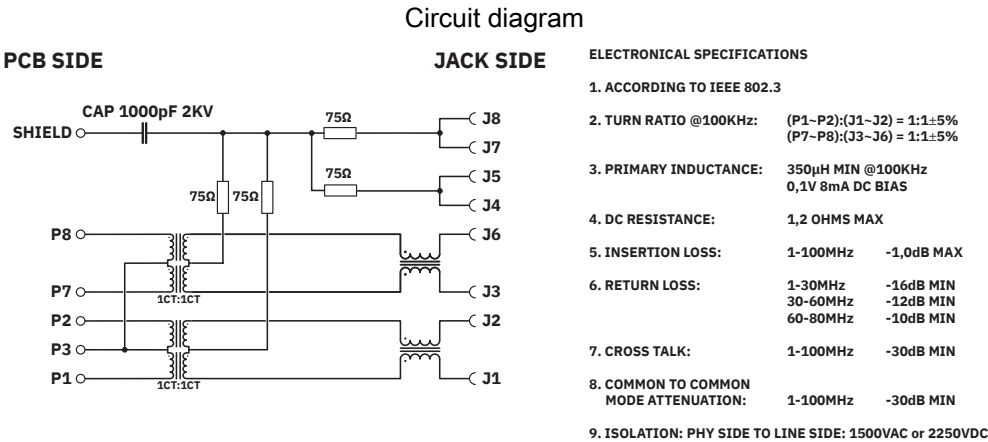 Circuit diagram
PCB SIDE
JACK SIDE
CAP 1000pF 2KV
SHIELD
75Ω
J8
J7
75Ω
J5
J4
75Ω 75Ω
P8
J6
P7
1CT:1CT
J3
P2
J2
P3
P1
1CT:1CT
J1
ELECTRONICAL SPECIFICATIONS
1. ACCORDING TO IEEE 802.3
2. TURN RATIO @100KHz: (P1~P2):(J1~J2) = 1:1±5%
(P7~P8):(J3~J6) = 1:1±5%
3. PRIMARY INDUCTANCE: 350µH MIN @100KHz
0,1V 8mA DC BIAS
4. DC RESISTANCE: 1,2 OHMS MAX
5. INSERTION LOSS: 1-100MHz -1,0dB MAX
6. RETURN LOSS: 1-30MHz -16dB MIN
30-60MHz -12dB MIN
60-80MHz -10dB MIN
7. CROSS TALK: 1-100MHz -30dB MIN
8. COMMON TO COMMON
MODE ATTENUATION: 1-100MHz -30dB MIN
9. ISOLATION: PHY SIDE TO LINE SIDE: 1500VAC or 2250VDC